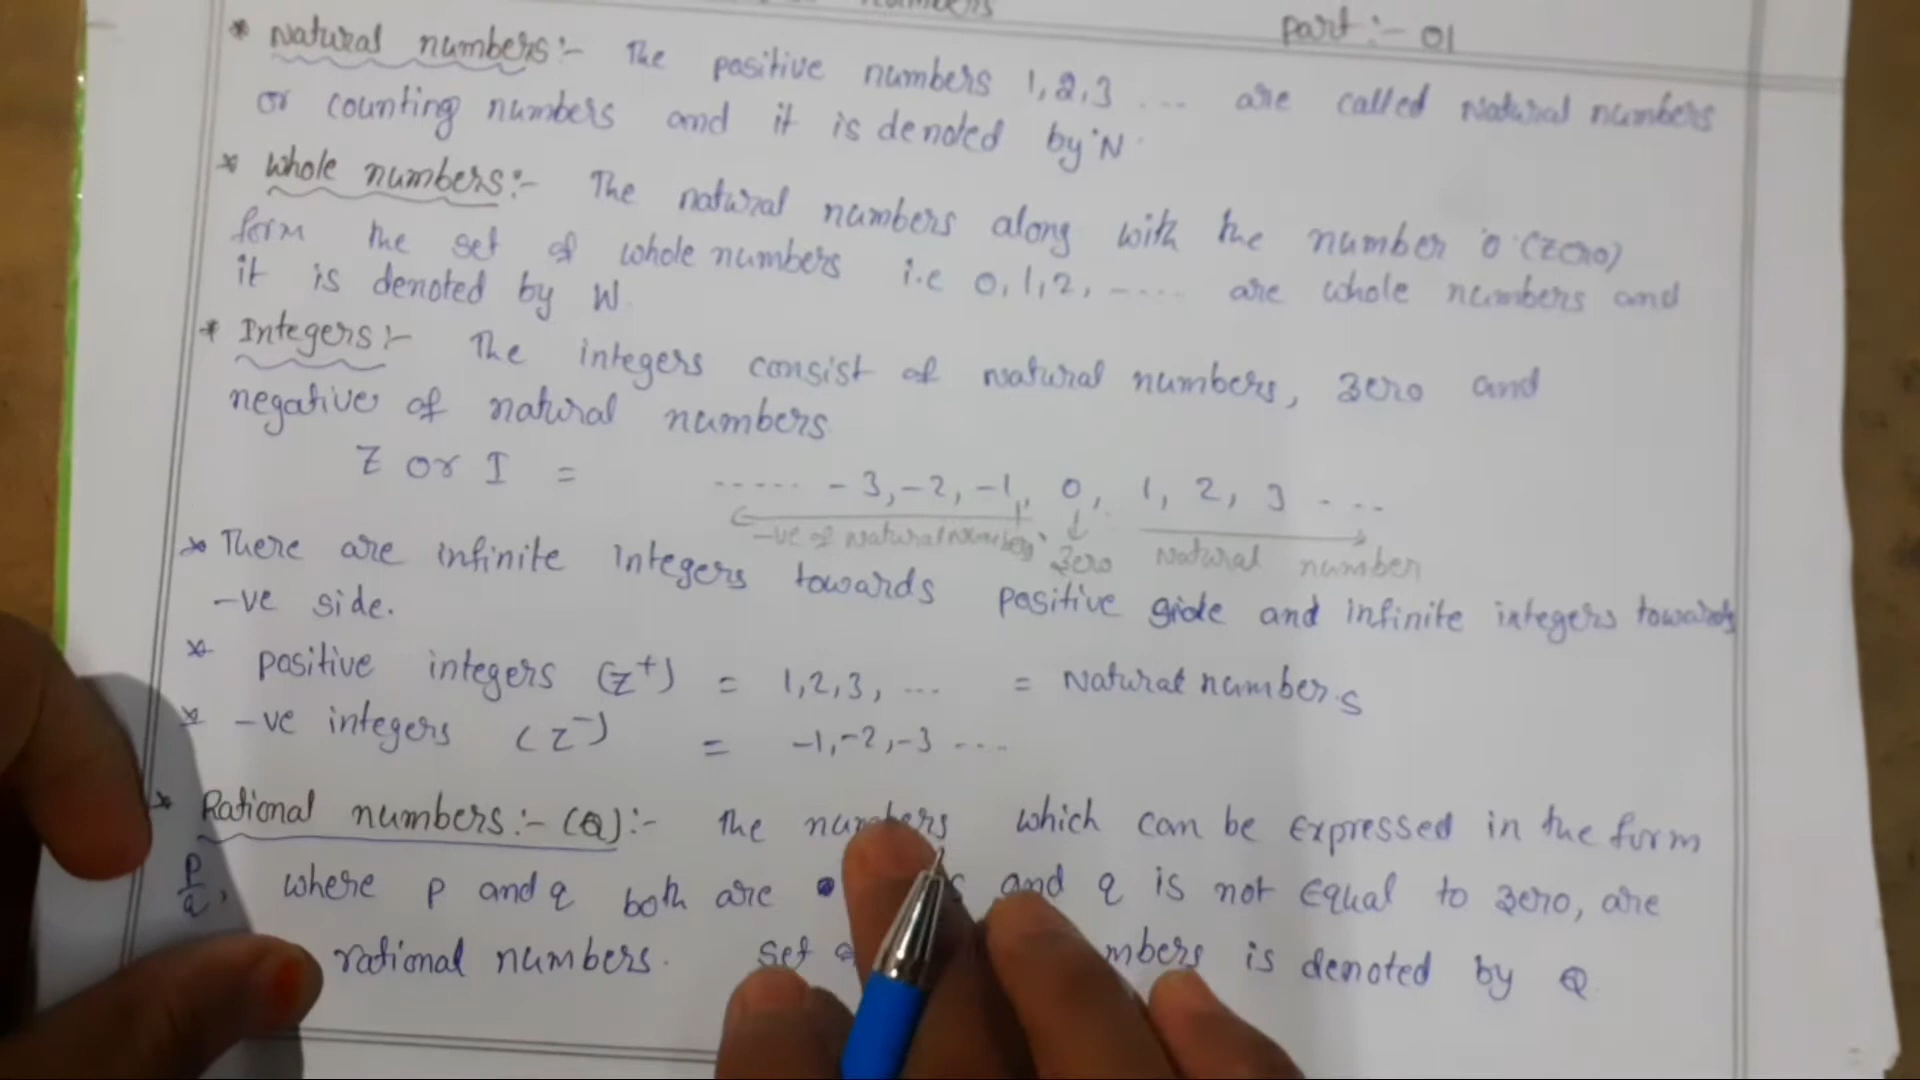 numbers
part:- 01
* Natural numbers:- The positive numbers 1,2,3 .... are called Natural numbers
or counting numbers and it is denoted by 'N'
* Whole numbers:- The natural numbers along with the number 0 (zero)
form the set of whole numbers i.e 0,1,2, ..... are whole numbers and
it is denoted by W.
* Integers:- The integers consist of natural numbers, zero and
negative of natural numbers
Z or I = ...... -3,-2,-1, 0, 1, 2, 3 ....
-ve of natural numbers zero Natural number
* There are infinite integers towards positive side and infinite integers towards
-ve side.
* positive integers (Z+) = 1,2,3, ... = Natural numbers
* -ve integers (Z-) = -1,-2,-3 ....
* Rational numbers:- (Q):- The numbers which can be expressed in the form
p/q, where p and q both are and q is not equal to zero, are
rational numbers. Set is denoted by Q